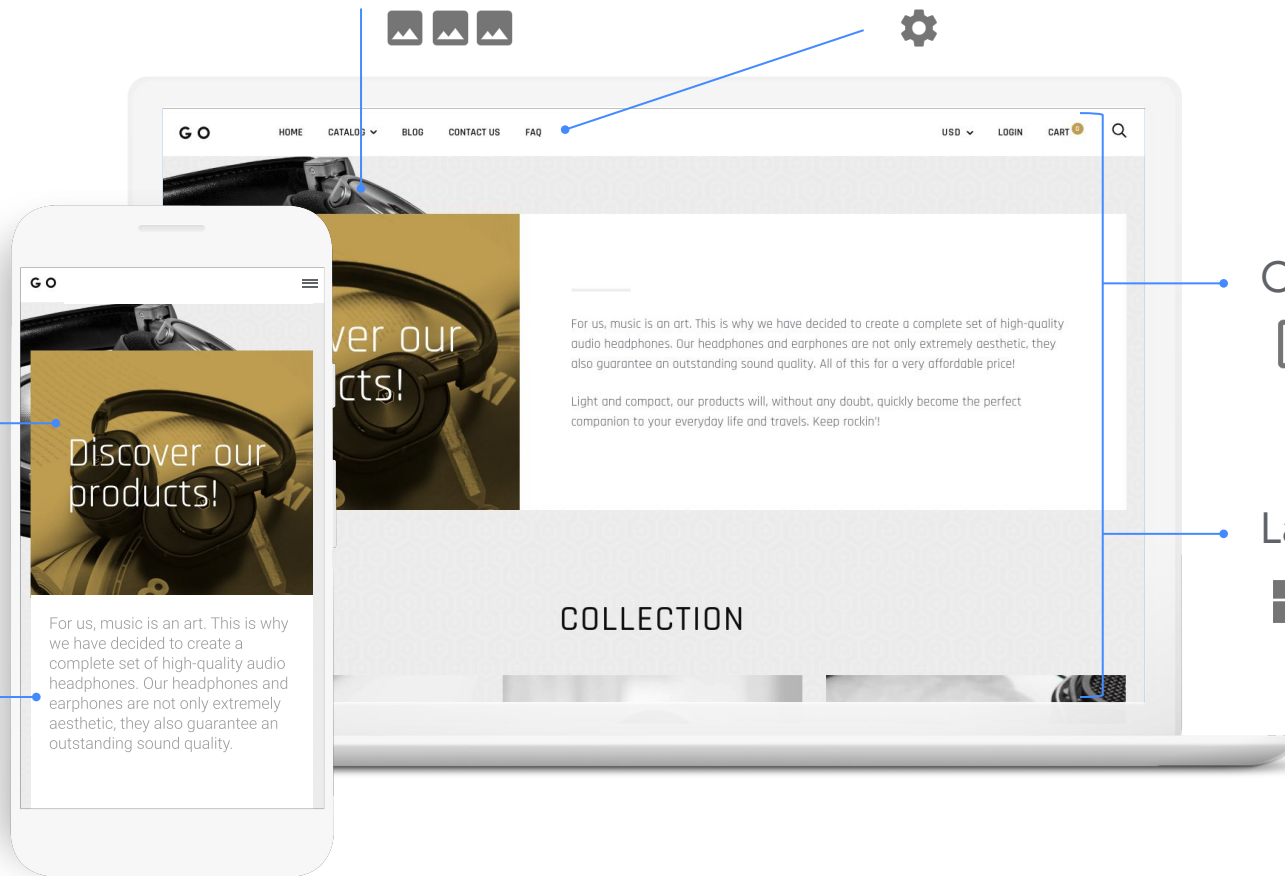 GO
HOME
CATALOG
BLOG
CONTACT US
FAQ
USD
LOGIN
CART 0
ver our
cts!
For us, music is an art. This is why we have decided to create a complete set of high-quality
audio headphones. Our headphones and earphones are not only extremely aesthetic, they
also guarantee an outstanding sound quality. All of this for a very affordable price!
Light and compact, our products will, without any doubt, quickly become the perfect
companion to your everyday life and travels. Keep rockin'!
COLLECTION
GO
Discover our
products!
For us, music is an art. This is why
we have decided to create a
complete set of high-quality audio
headphones. Our headphones and
earphones are not only extremely
aesthetic, they also guarantee an
outstanding sound quality.
La